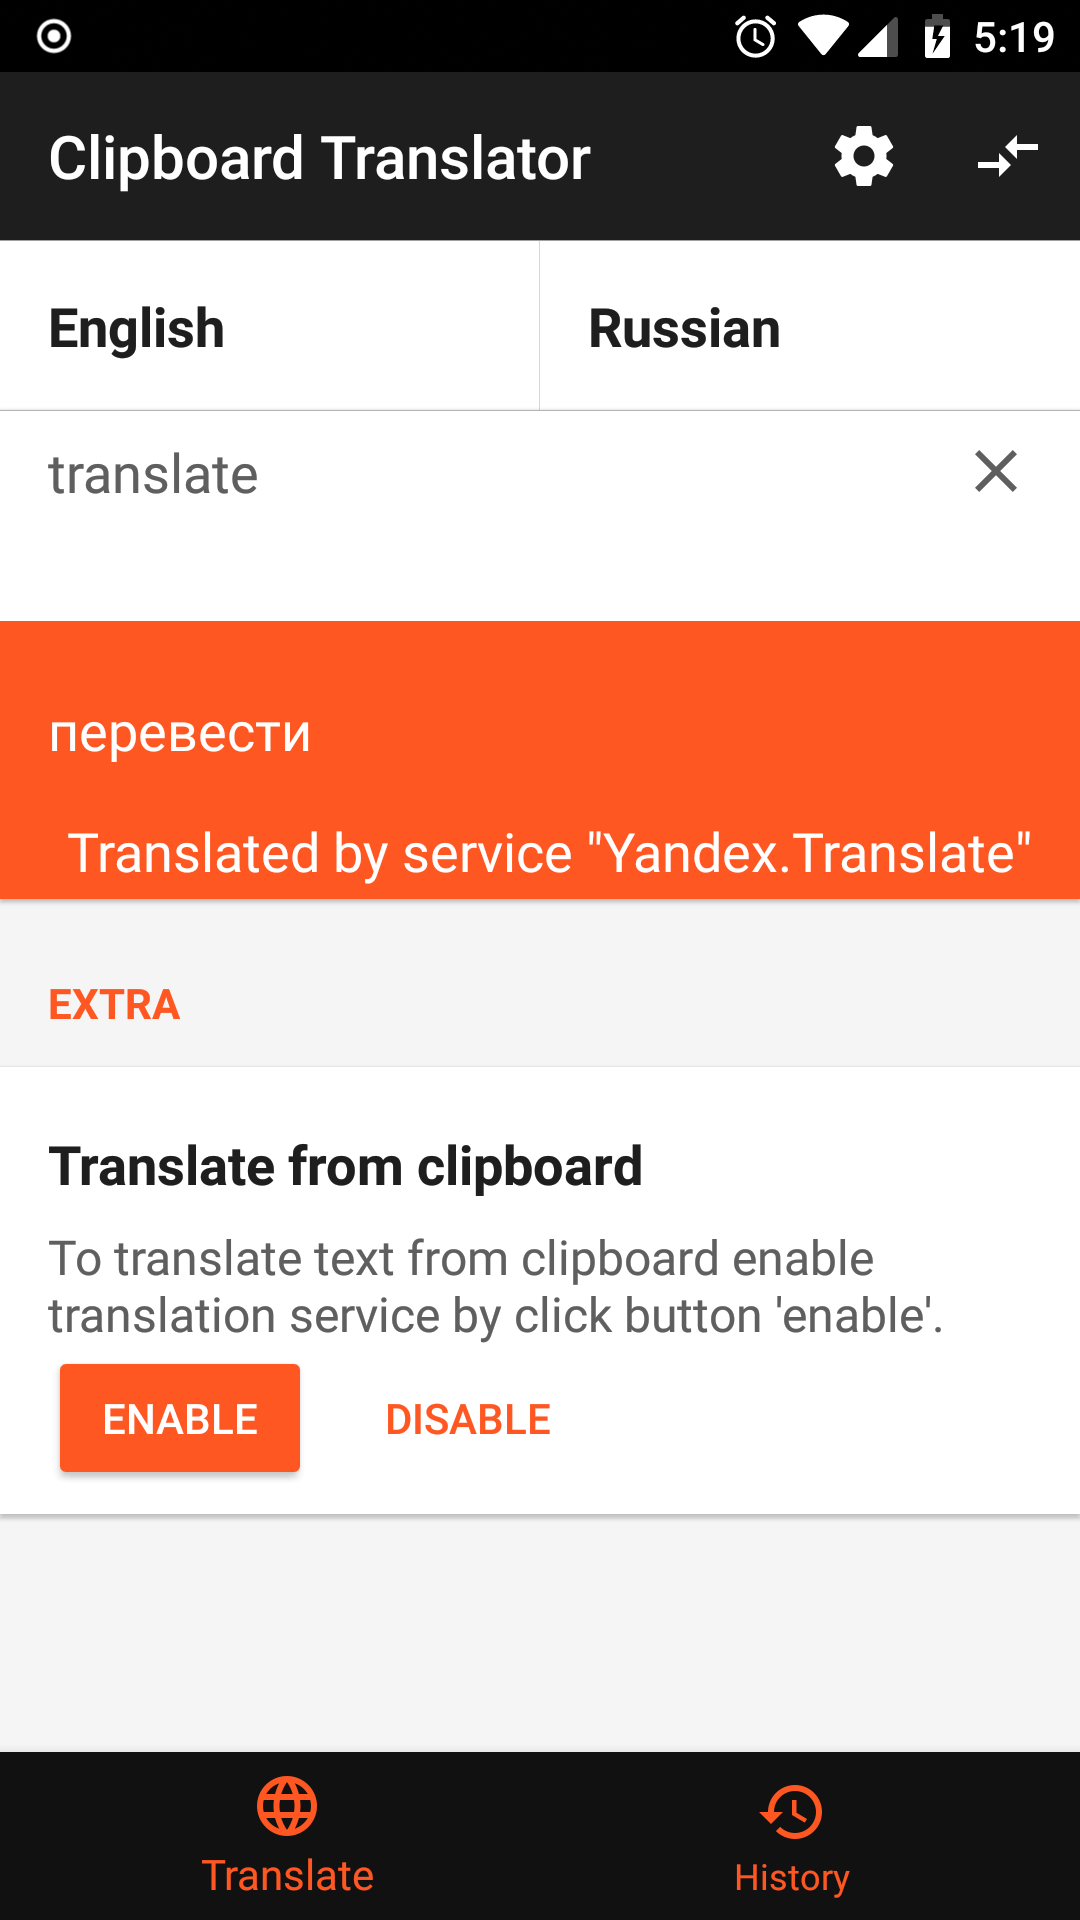 5:19
Clipboard Translator
English
Russian
translate
перевести
Translated by service "Yandex.Translate"
EXTRA
Translate from clipboard
To translate text from clipboard enable
translation service by click button 'enable'.
ENABLE
DISABLE
Translate
History